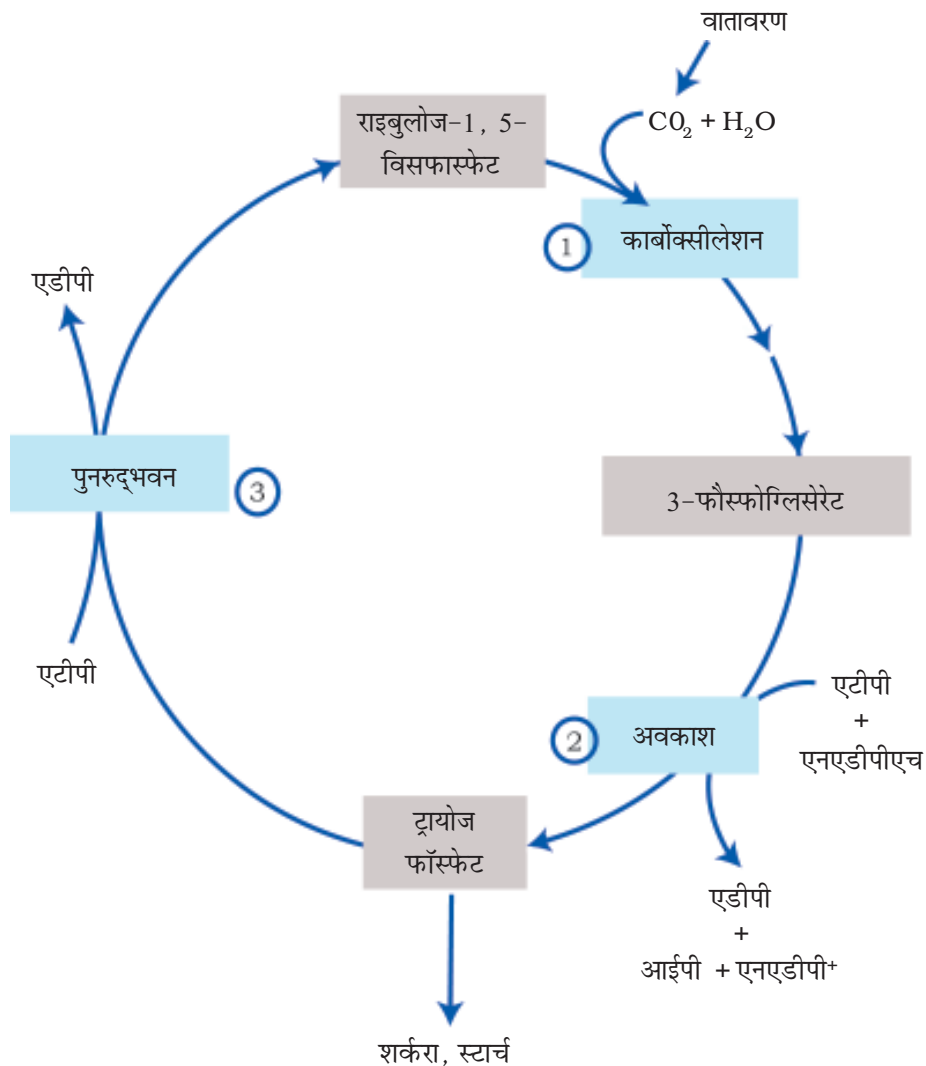 वातावरण
C0₂ + H₂O
राइबुलोज-1, 5-
विसफास्फेट
1
कार्बोक्सीलेशन
3-फौस्फोग्लिसेरेट
एटीपी
+
एनएडीपीएच
2
अवकाश
एडीपी
+
आईपी + एनएडीपी⁺
ट्रायोज
फॉस्फेट
शर्करा, स्टार्च
एटीपी
3
पुनरुद्भवन
एडीपी